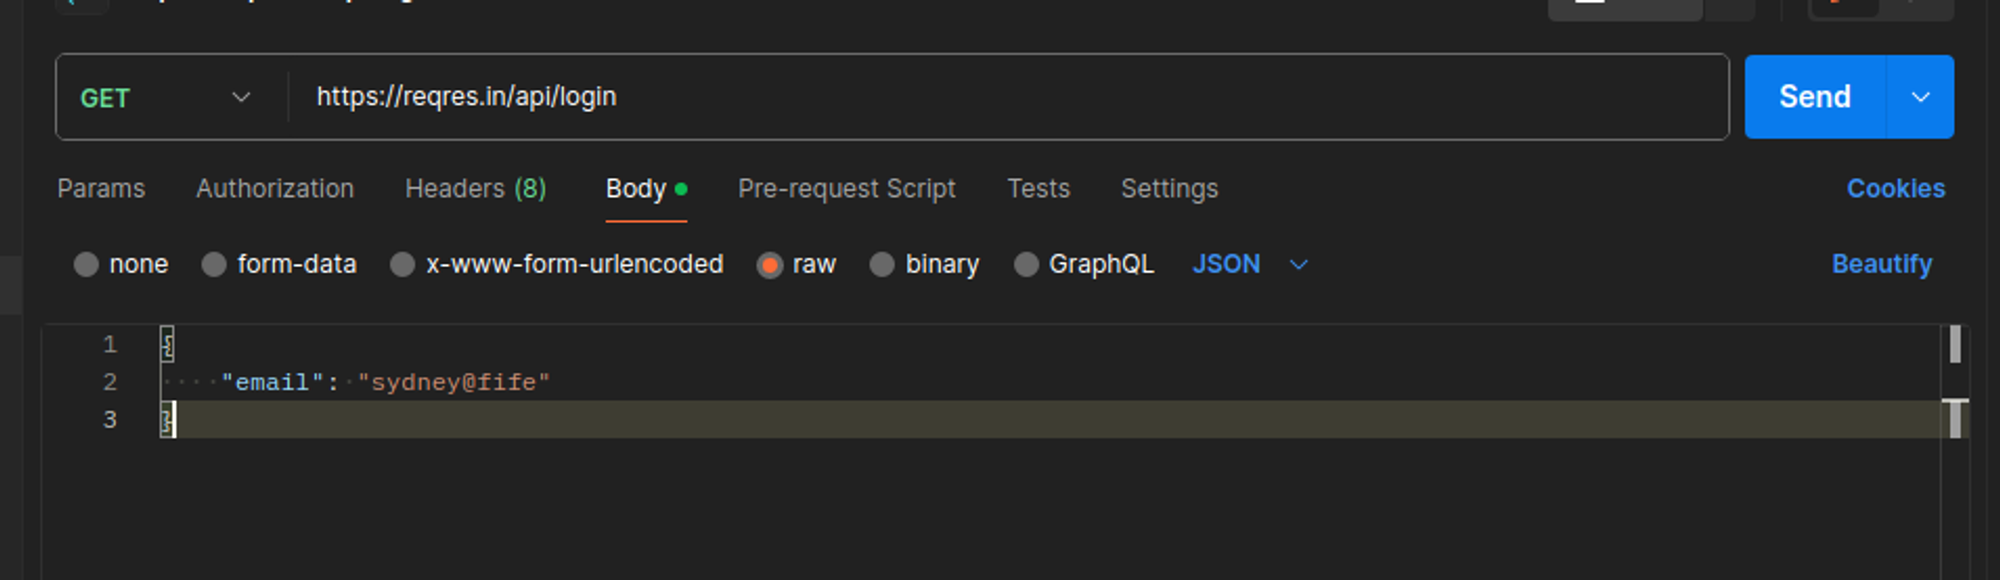 GET https://reqres.in/api/login Send
Params Authorization Headers (8) Body Pre-request Script Tests Settings Cookies
none form-data x-www-form-urlencoded raw binary GraphQL JSON Beautify
1 {
2 "email": "sydney@fife"
3 }